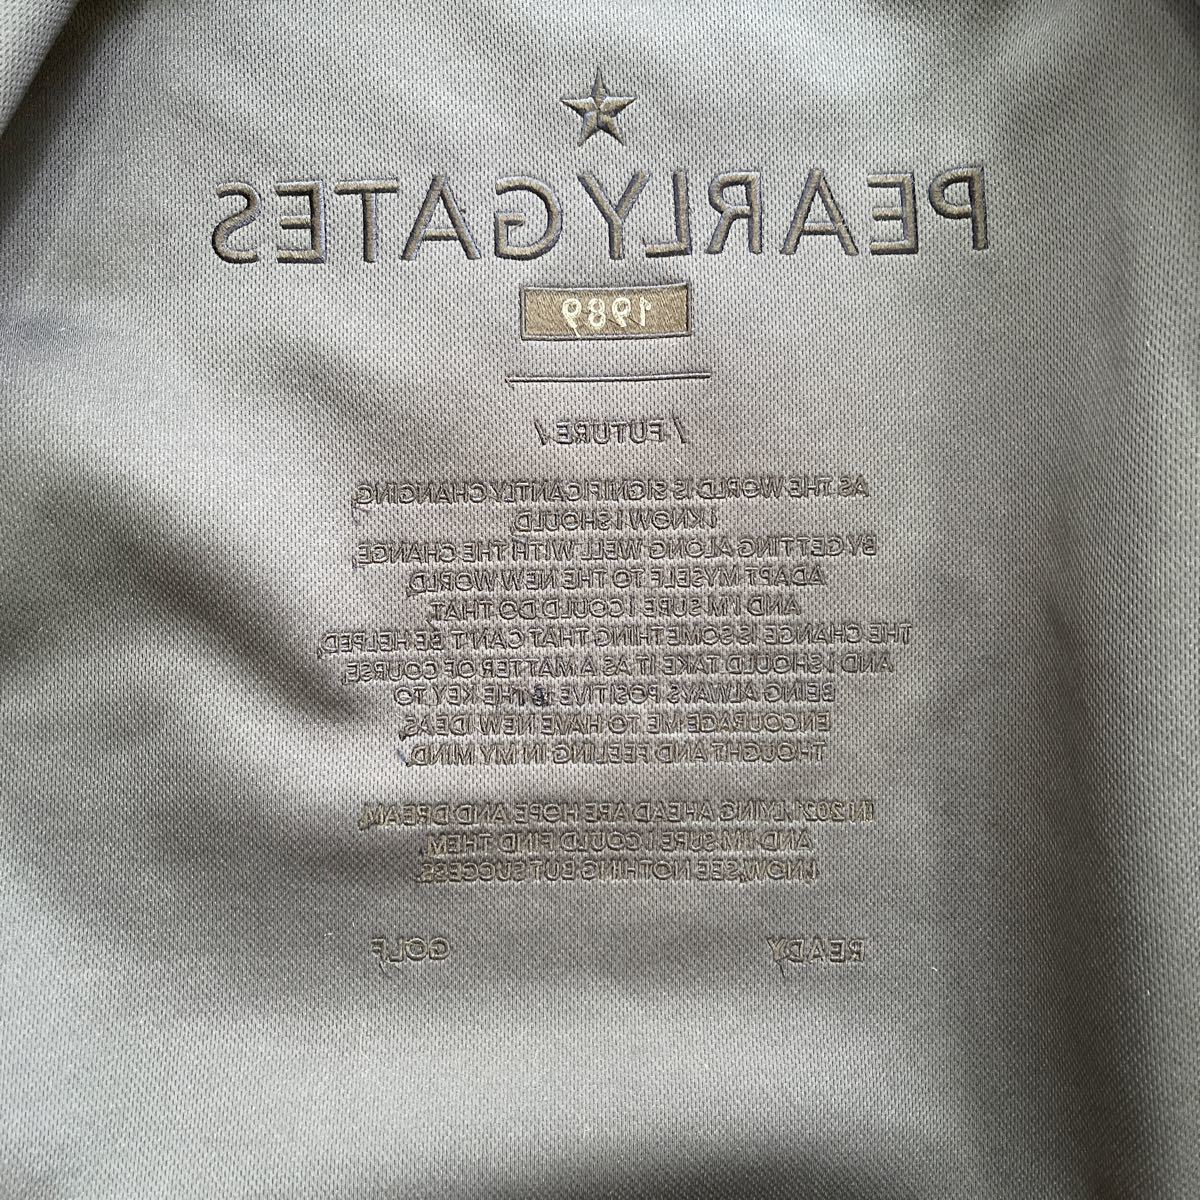 PEARLY GATES
1989
/ FUTURE /
AS THE WORLD IS SIGNIFICANTLY CHANGING,
I KNOW I SHOULD,
BY GETTING ALONG WELL WITH THE CHANGE,
ADAPT MYSELF TO THE NEW WORLD,
AND I'M SURE I COULD DO THAT.
THE CHANGE IS SOMETHING THAT CAN'T BE HELPED,
AND I SHOULD TAKE IT AS A MATTER OF COURSE.
BEING ALWAYS POSITIVE IS THE KEY TO
ENCOURAGE ME TO HAVE NEW IDEAS,
THOUGHT AND FEELING IN MY MIND.
IN 2021, LYING AHEAD ARE HOPE AND DREAM,
AND I'M SURE I COULD FIND THEM.
I NOW, SEE NOTHING BUT SUCCESS.
READY GOLF